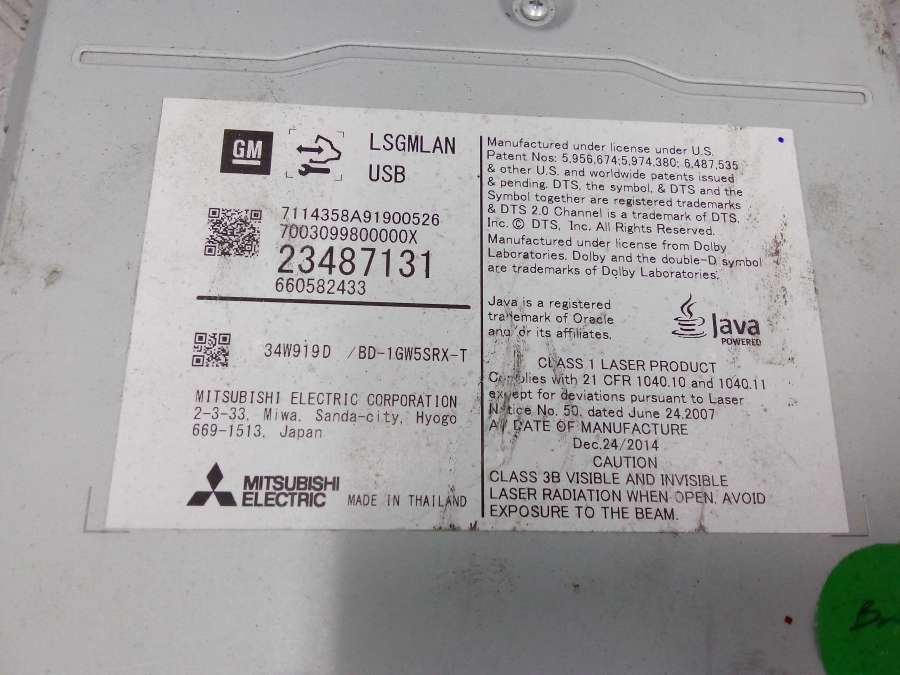 GM
LSGMLAN
USB
7114358A91900526
7003099800000X
23487131
660582433
34W919D /BD-1GW5SRX-T
MITSUBISHI ELECTRIC CORPORATION
2-3-33, Miwa, Sanda-city, Hyogo
669-1513, Japan
MITSUBISHI
ELECTRIC
MADE IN THAILAND
Manufactured under license under U.S.
Patent Nos: 5,956,674;5,974,380; 6,487,535
& other U.S. and worldwide patents issued
& pending. DTS, the symbol, & DTS and the
Symbol together are registered trademarks
& DTS 2.0 Channel is a trademark of DTS,
Inc. © DTS, Inc. All Rights Reserved.
Manufactured under license from Dolby
Laboratories. Dolby and the double-D symbol
are trademarks of Dolby Laboratories.
Java is a registered
trademark of Oracle
and/or its affiliates.
Java
POWERED
CLASS 1 LASER PRODUCT
Complies with 21 CFR 1040.10 and 1040.11
except for deviations pursuant to Laser
Notice No. 50, dated June 24,2007
AT DATE OF MANUFACTURE
Dec.24/2014
CAUTION
CLASS 3B VISIBLE AND INVISIBLE
LASER RADIATION WHEN OPEN. AVOID
EXPOSURE TO THE BEAM.